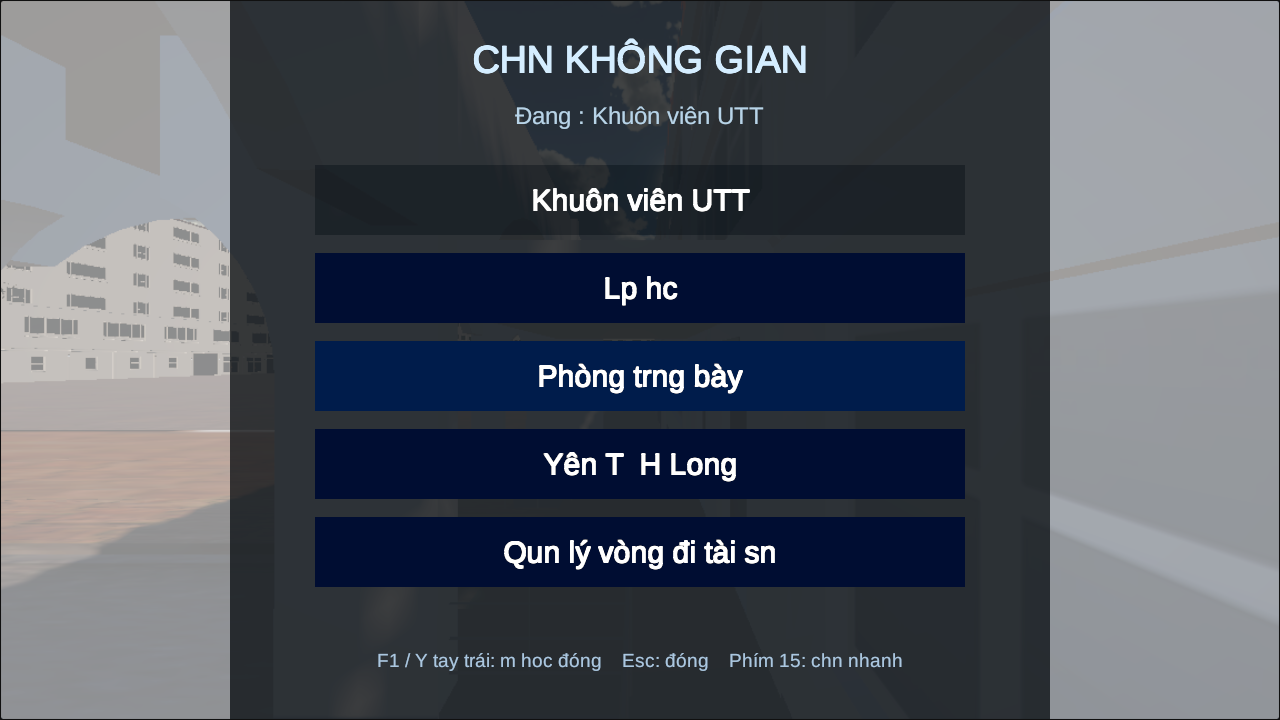 CHN KHÔNG GIAN
Đang : Khuôn viên UTT
Khuôn viên UTT
Lp hc
Phòng trng bày
Yên T  H Long
Qun lý vòng đi tài sn
F1 / Y tay trái: m hoc đóng    Esc: đóng    Phím 15: chn nhanh